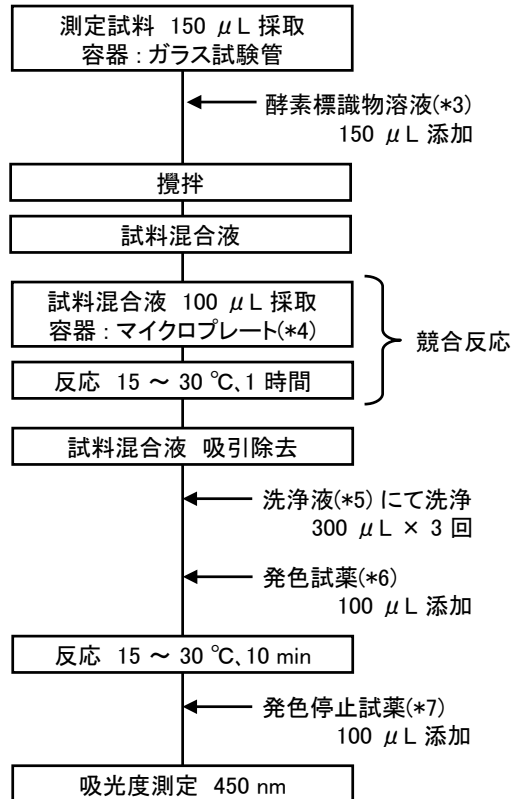 測定試料 150 μL 採取
容器：ガラス試験管
酵素標識物溶液(*3)
150 μL 添加
攪拌
試料混合液
試料混合液 100 μL 採取
容器：マイクロプレート(*4)
競合反応
反応 15 ～ 30 ℃、1 時間
試料混合液 吸引除去
洗浄液(*5) にて洗浄
300 μL × 3 回
発色試薬(*6)
100 μL 添加
反応 15 ～ 30 ℃、10 min
発色停止試薬(*7)
100 μL 添加
吸光度測定 450 nm